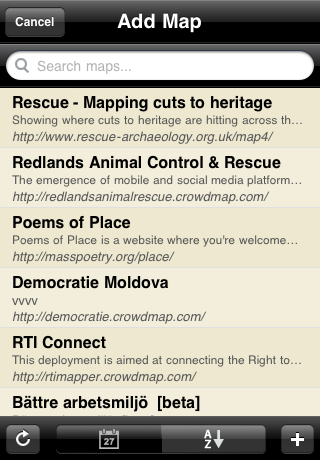 Cancel
Add Map
Search maps...
Rescue - Mapping cuts to heritage
Showing where cuts to heritage are hitting across th…
http://www.rescue-archaeology.org.uk/map4/
Redlands Animal Control & Rescue
The emergence of mobile and social media platform…
http://redlandsanimalrescue.crowdmap.com/
Poems of Place
Poems of Place is a website where you're welcome…
http://masspoetry.org/place/
Democratie Moldova
vvvv
http://democratie.crowdmap.com/
RTI Connect
This deployment is aimed at connecting the Right to…
http://rtimapper.crowdmap.com/
Bättre arbetsmiljö [beta]
27
A
Z